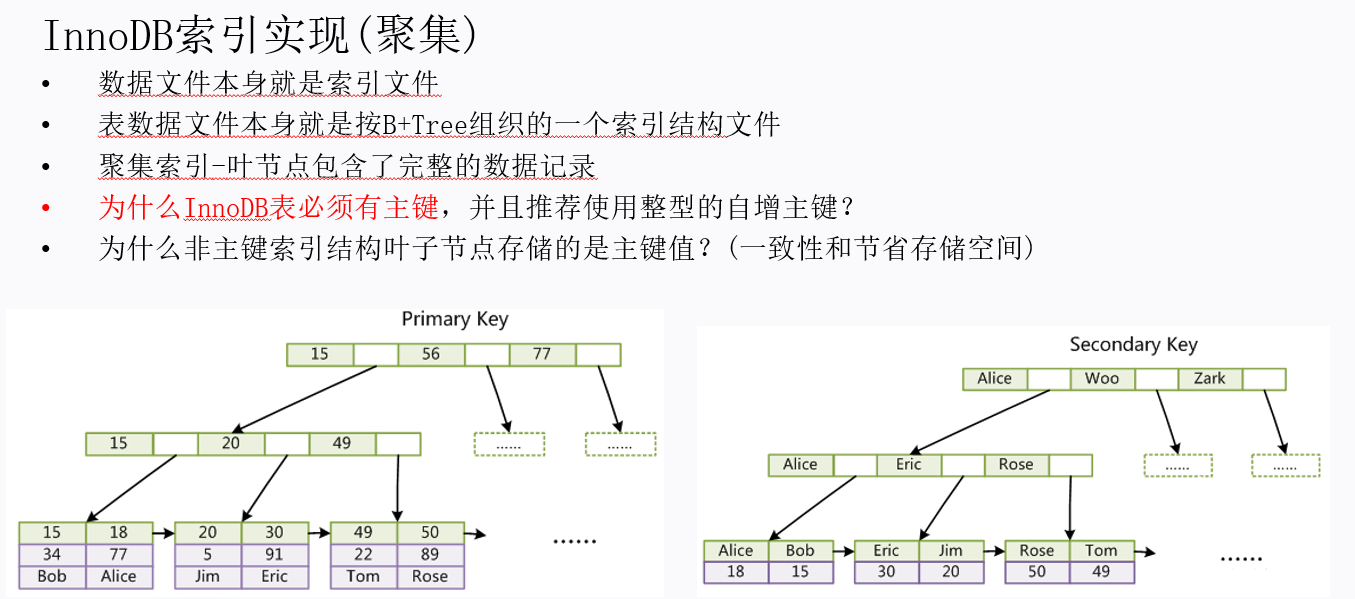 InnoDB索引实现(聚集)
• 数据文件本身就是索引文件
• 表数据文件本身就是按B+Tree组织的一个索引结构文件
• 聚集索引-叶节点包含了完整的数据记录
• 为什么InnoDB表必须有主键，并且推荐使用整型的自增主键？
• 为什么非主键索引结构叶子节点存储的是主键值？(一致性和节省存储空间)
Primary Key
15 56 77
15 20 49
...... ......
15 18 20 30 49 50
34 77 5 91 22 89
Bob Alice Jim Eric Tom Rose
......
Secondary Key
Alice Woo Zark
Alice Eric Rose
...... ......
Alice Bob Eric Jim Rose Tom
18 15 30 20 50 49
......